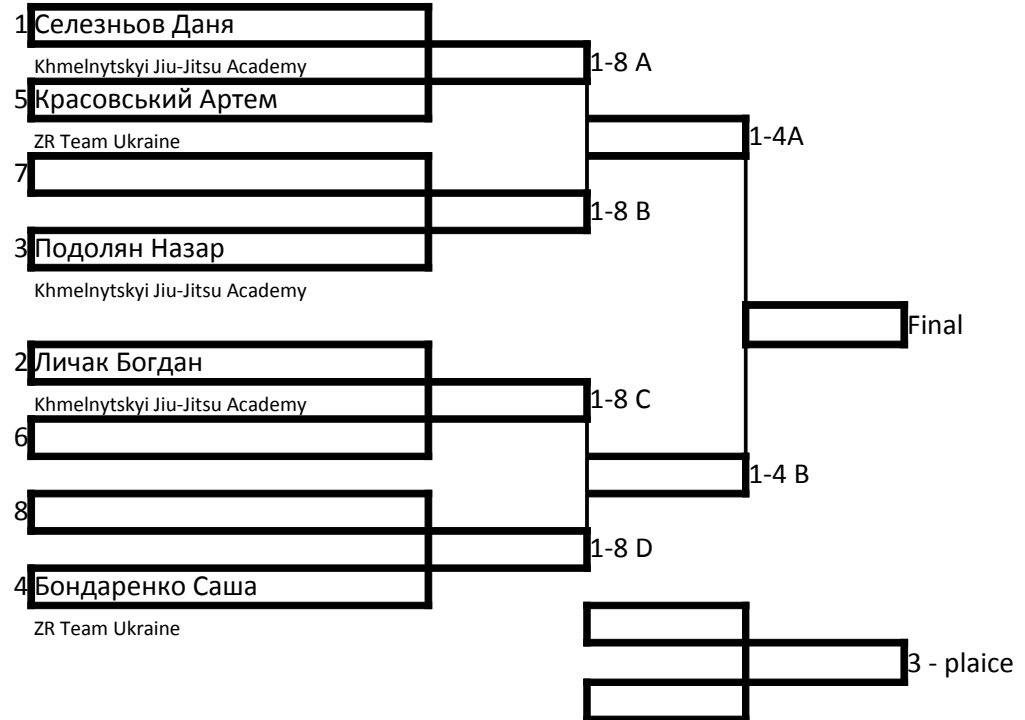 1 Селезньов Даня
Khmelnytskyi Jiu-Jitsu Academy
1-8 A
5 Красовський Артем
ZR Team Ukraine
1-4A
7
1-8 B
3 Подолян Назар
Khmelnytskyi Jiu-Jitsu Academy
Final
2 Личак Богдан
Khmelnytskyi Jiu-Jitsu Academy
1-8 C
6
1-4 B
8
1-8 D
4 Бондаренко Саша
ZR Team Ukraine
3 - plaice